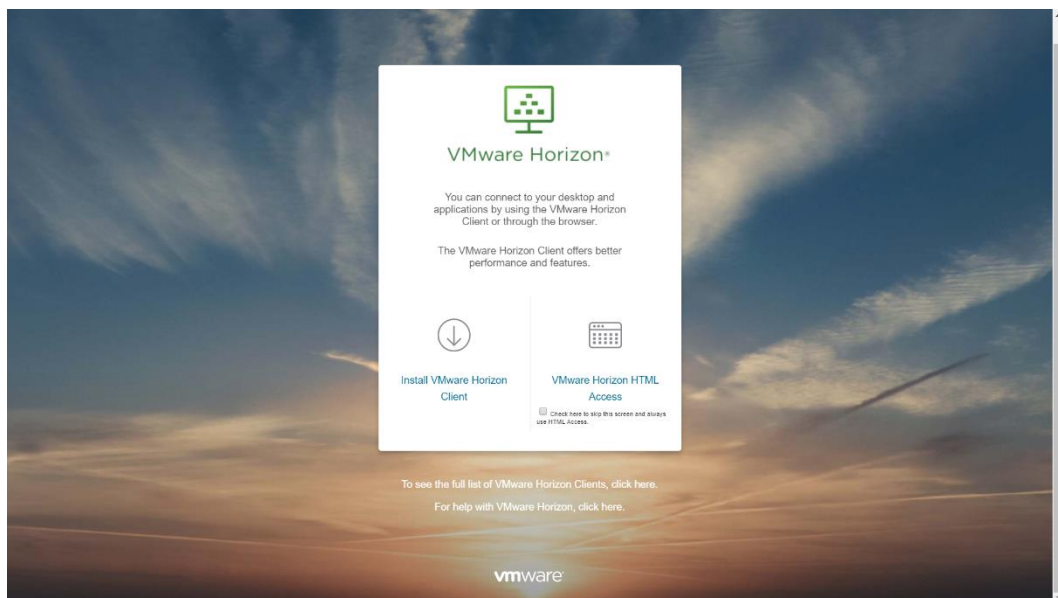 VMware Horizon®
You can connect to your desktop and
applications by using the VMware Horizon
Client or through the browser.
The VMware Horizon Client offers better
performance and features.
Install VMware Horizon
Client
VMware Horizon HTML
Access
Check here to skip this screen and always
use HTML Access.
To see the full list of VMware Horizon Clients, click here.
For help with VMware Horizon, click here.
vmware